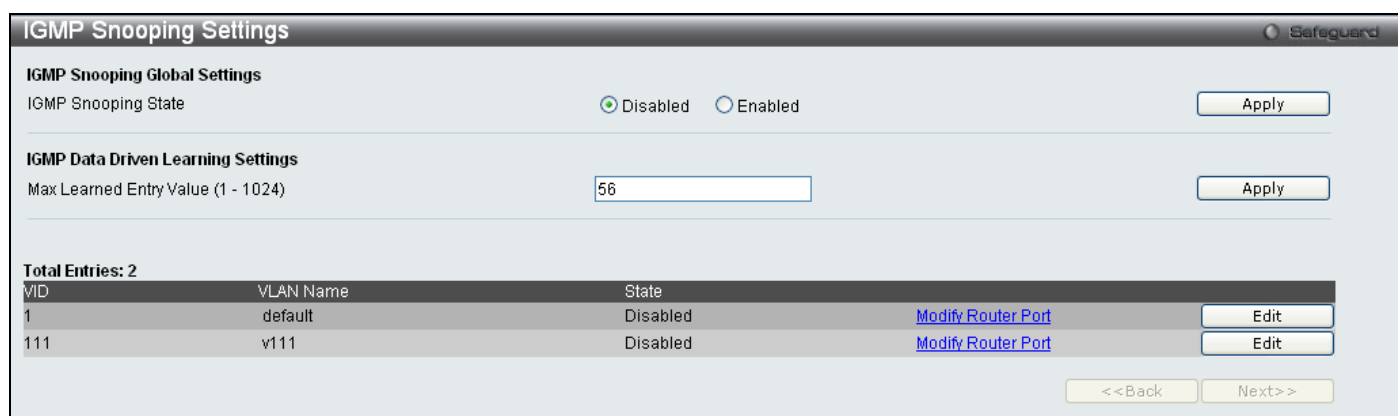 IGMP Snooping Settings
Safeguard
IGMP Snooping Global Settings
IGMP Snooping State Disabled Enabled Apply
IGMP Data Driven Learning Settings
Max Learned Entry Value (1 - 1024) 56 Apply
Total Entries: 2
VID VLAN Name State
1 default Disabled Modify Router Port Edit
111 v111 Disabled Modify Router Port Edit
<<Back Next>>